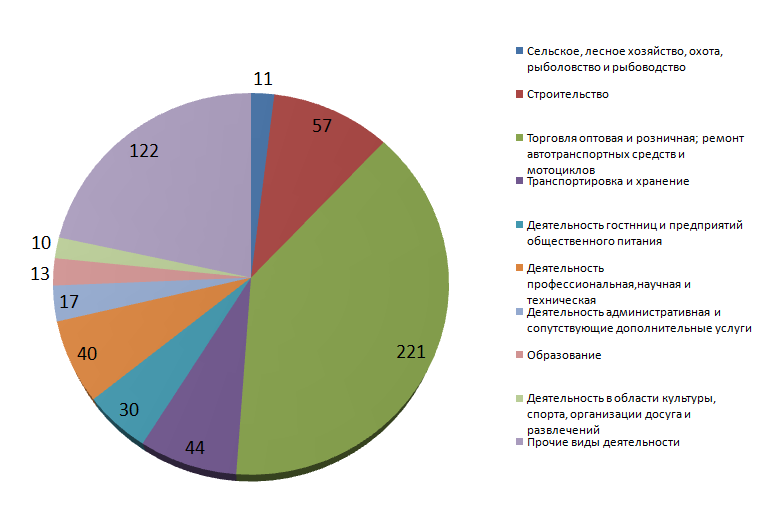 11
57
221
44
30
40
17
13
10
122
Сельское, лесное хозяйство, охота,
рыболовство и рыбоводство
Строительство
Торговля оптовая и розничная; ремонт
автотранспортных средств и
мотоциклов
Транспортировка и хранение
Деятельность гостнниц и предприятий
общественного питания
Деятельность
профессиональная,научная и
техническая
Деятельность административная и
сопутствующие дополнительные услуги
Образование
Деятельность в области культуры,
спорта, организации досуга и
развлечений
Прочие виды деятельности